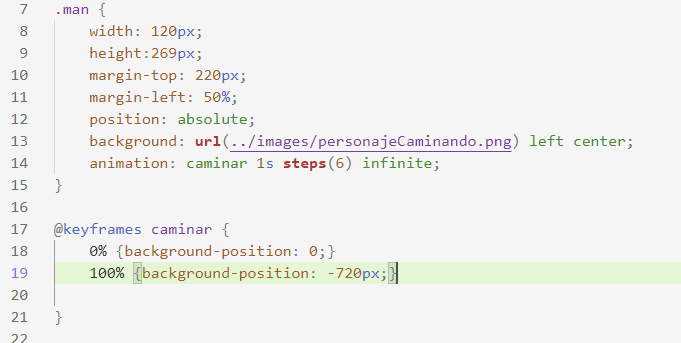 7 .man {
8 width: 120px;
9 height:269px;
10 margin-top: 220px;
11 margin-left: 50%;
12 position: absolute;
13 background: url(../images/personajeCaminando.png) left center;
14 animation: caminar 1s steps(6) infinite;
15 }
16
17 @keyframes caminar {
18 0% {background-position: 0;}
19 100% {background-position: -720px;}
20
21 }
22